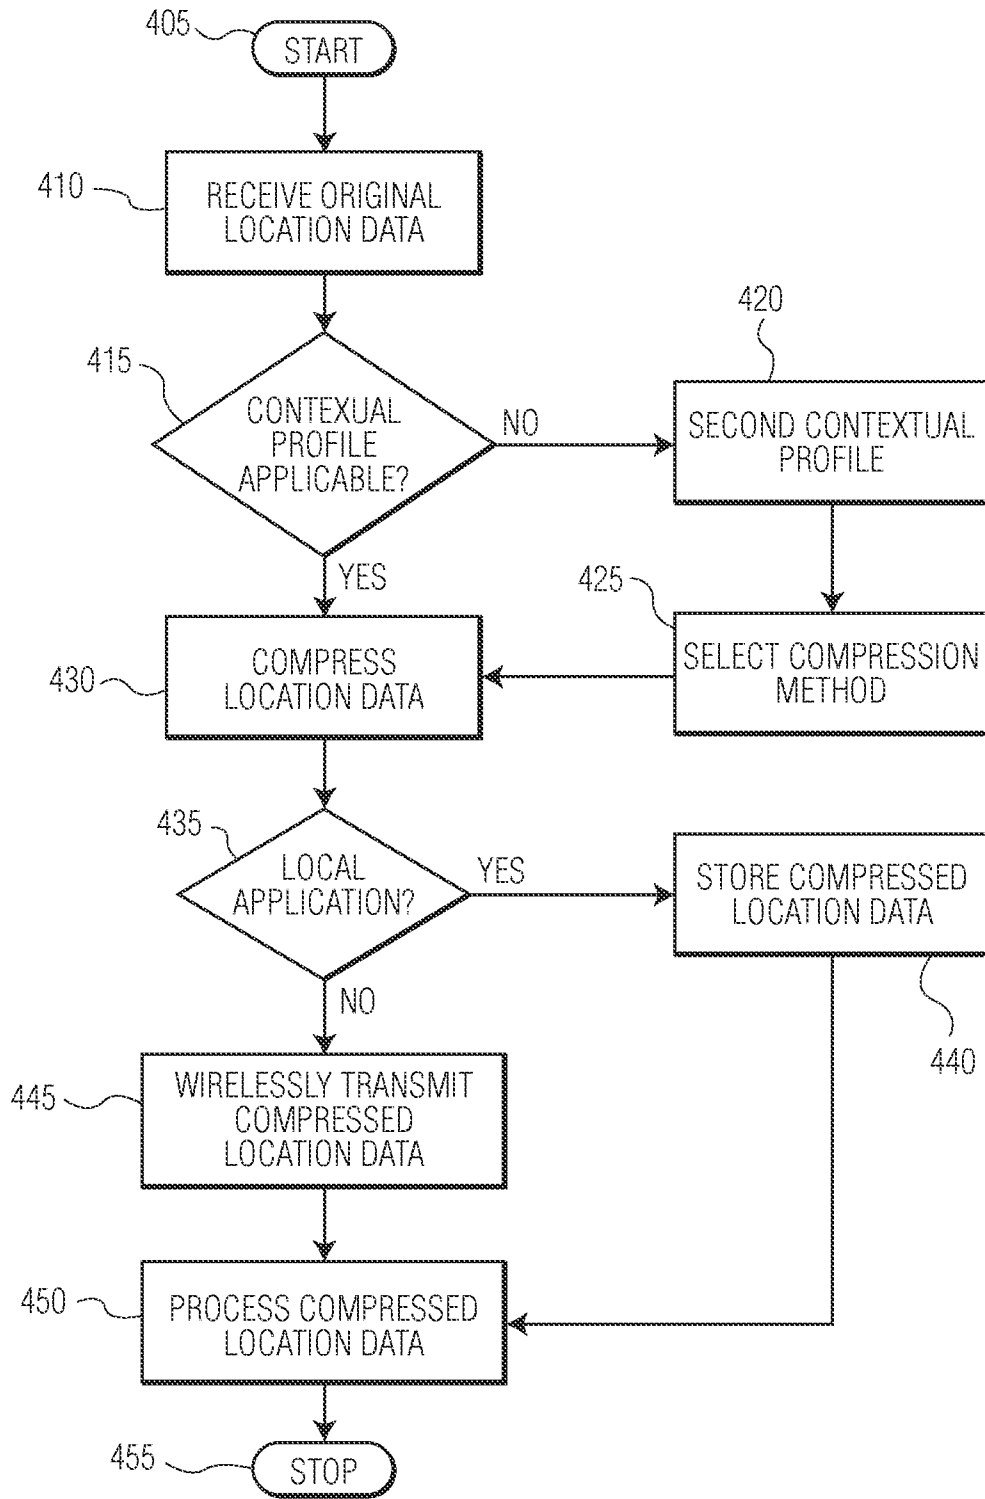 405
START
410
RECEIVE ORIGINAL
LOCATION DATA
415
CONTEXUAL
PROFILE
APPLICABLE?
NO
420
SECOND CONTEXTUAL
PROFILE
YES
425
SELECT COMPRESSION
METHOD
430
COMPRESS
LOCATION DATA
435
LOCAL
APPLICATION?
YES
STORE COMPRESSED
LOCATION DATA
440
NO
445
WIRELESSLY TRANSMIT
COMPRESSED
LOCATION DATA
450
PROCESS COMPRESSED
LOCATION DATA
455
STOP